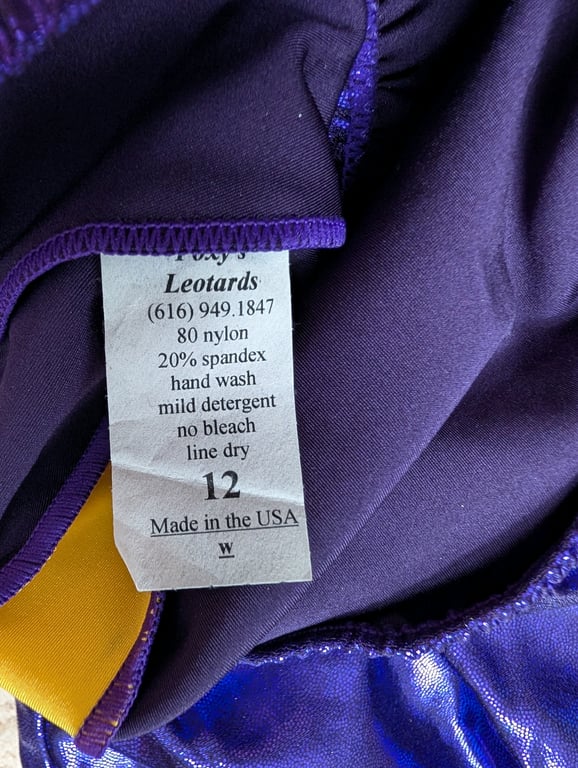 Foxy's
Leotards
(616) 949.1847
80 nylon
20% spandex
hand wash
mild detergent
no bleach
line dry
12
Made in the USA
w